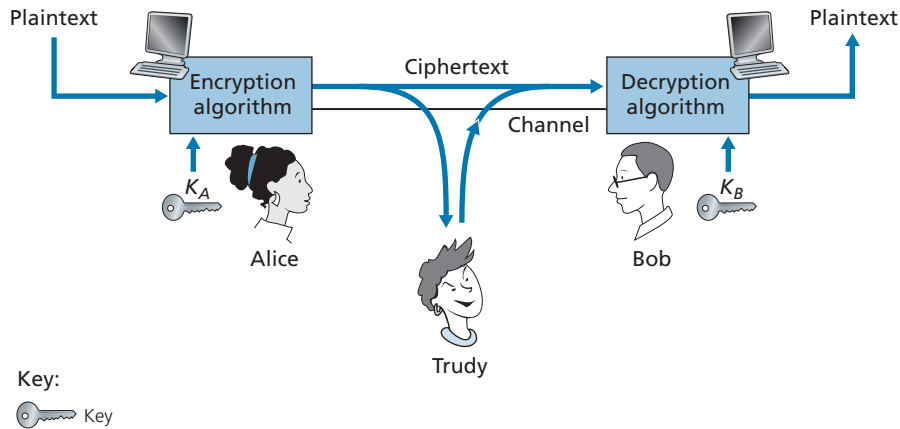 Plaintext
Plaintext
Ciphertext
Encryption
algorithm
Decryption
algorithm
Channel
K_A
K_B
Alice
Bob
Trudy
Key:
Key